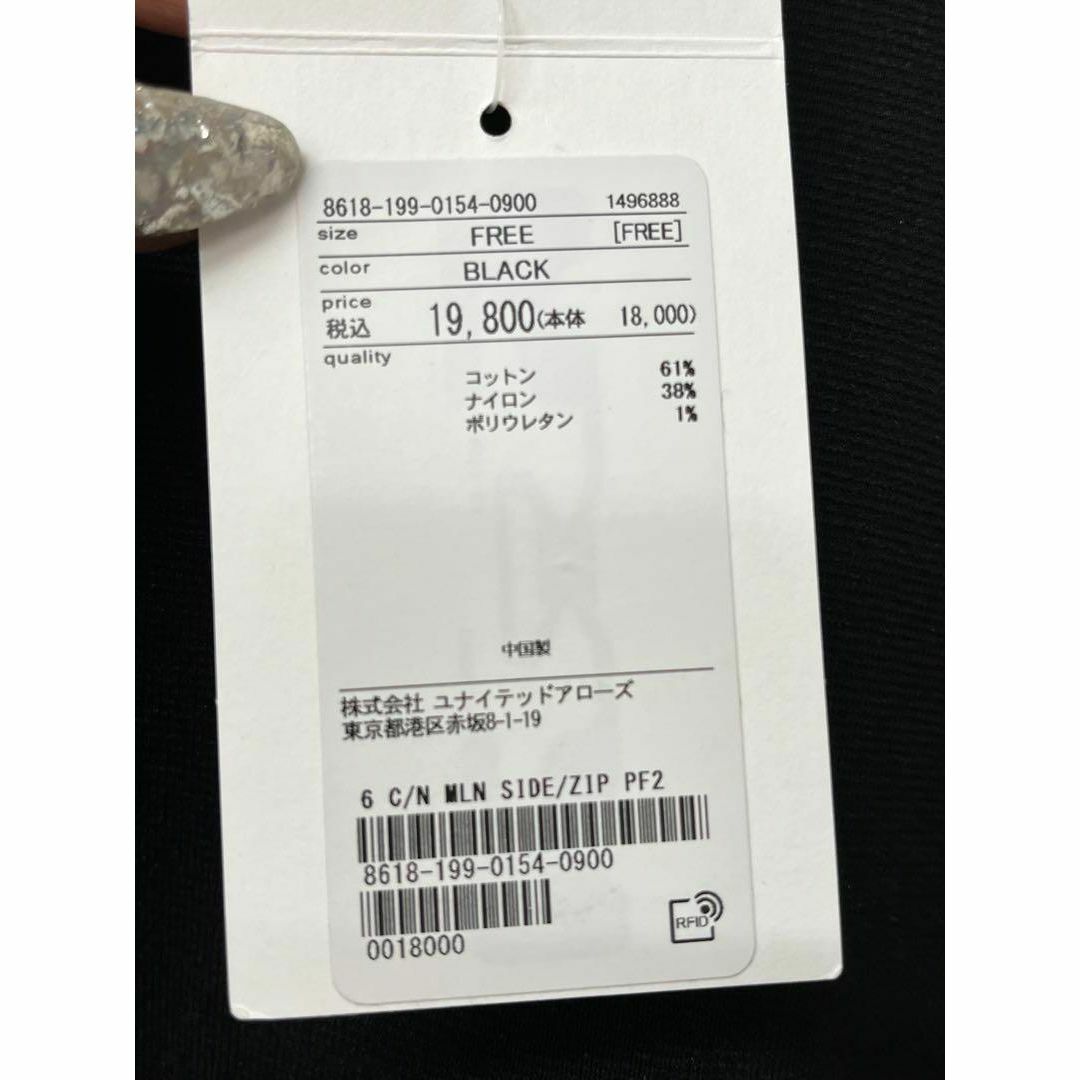 8618-199-0154-0900 1496888
size FREE [FREE]
color BLACK
price
税込 19,800(本体 18,000)
quality
コットン 61%
ナイロン 38%
ポリウレタン 1%
中国製
株式会社 ユナイテッドアローズ
東京都港区赤坂8-1-19
6 C/N MLN SIDE/ZIP PF2
8618-199-0154-0900
0018000
RFID